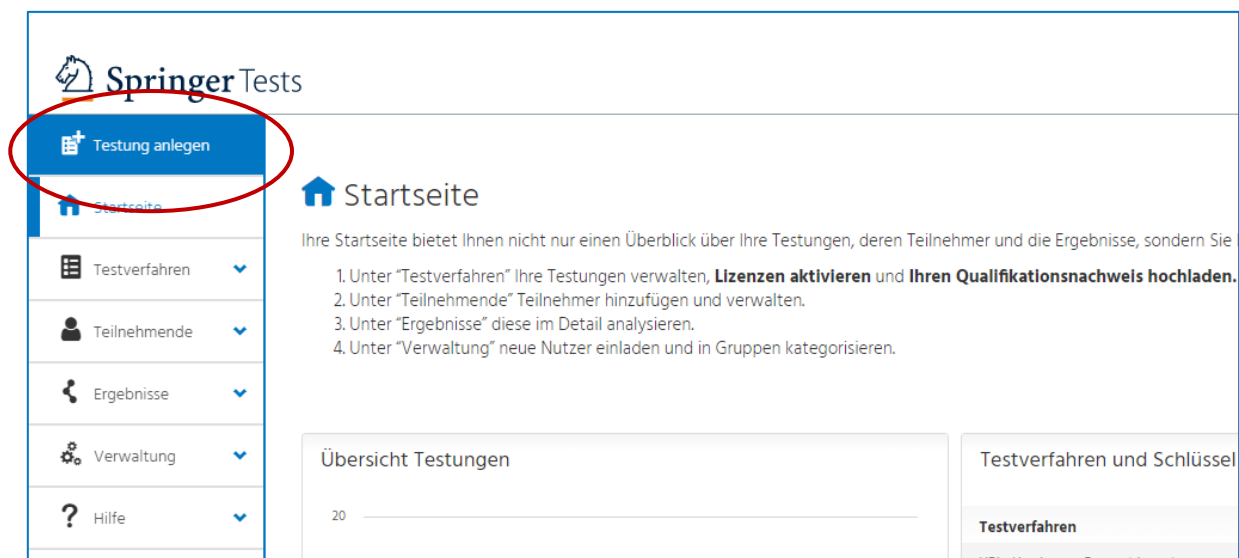 Springer Tests
Testung anlegen
Startseite
Testverfahren
Teilnehmende
Ergebnisse
Verwaltung
Hilfe
Startseite
Ihre Startseite bietet Ihnen nicht nur einen Überblick über Ihre Testungen, deren Teilnehmer und die Ergebnisse, sondern Sie
1. Unter "Testverfahren" Ihre Testungen verwalten, Lizenzen aktivieren und Ihren Qualifikationsnachweis hochladen.
2. Unter "Teilnehmende" Teilnehmer hinzufügen und verwalten.
3. Unter "Ergebnisse" diese im Detail analysieren.
4. Unter "Verwaltung" neue Nutzer einladen und in Gruppen kategorisieren.
Übersicht Testungen
20
Testverfahren und Schlüssel
Testverfahren